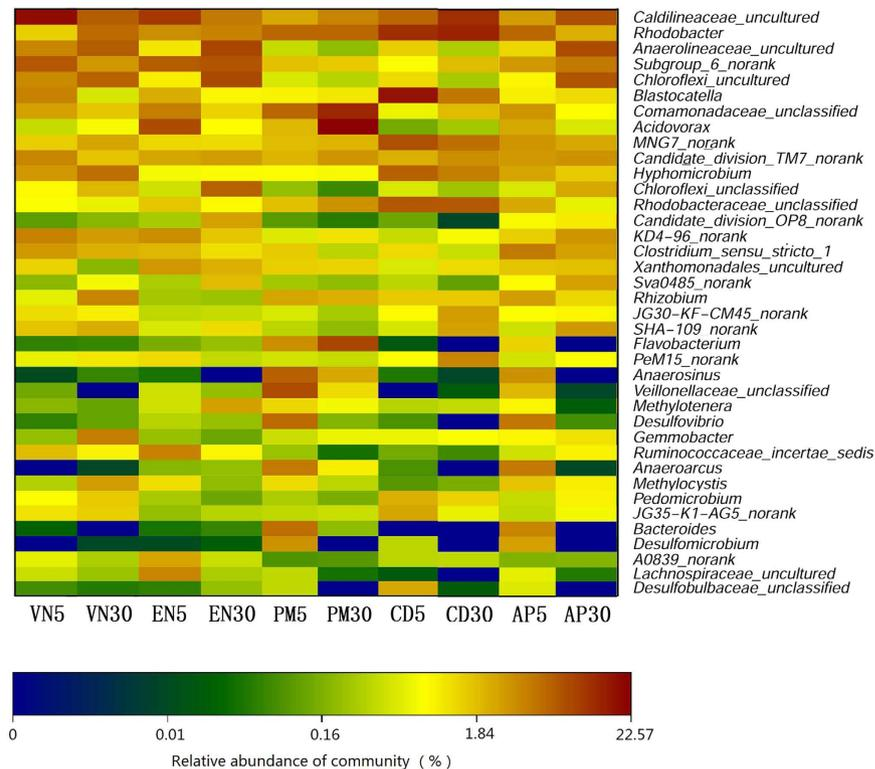 Caldilineaceae_uncultured
Rhodobacter
Anaerolineaceae_uncultured
Subgroup_6_norank
Chloroflexi_uncultured
Blastocatella
Comamonadaceae_unclassified
Acidovorax
MNG7_norank
Candidate_division_TM7_norank
Hyphomicrobium
Chloroflexi_unclassified
Rhodobacteraceae_unclassified
Candidate_division_OP8_norank
KD4-96_norank
Clostridium_sensu_stricto_1
Xanthomonadales_uncultured
Sva0485_norank
Rhizobium
JG30-KF-CM45_norank
SHA-109_norank
Flavobacterium
PeM15_norank
Anaerosinus
Veillonellaceae_unclassified
Methylotenera
Desulfovibrio
Gemmobacter
Ruminococcaceae_incertae_sedis
Anaeroarcus
Methylocystis
Pedomicrobium
JG35-K1-AG5_norank
Bacteroides
Desulfomicrobium
A0839_norank
Lachnospiraceae_uncultured
Desulfobulbaceae_unclassified
VN5 VN30 EN5 EN30 PM5 PM30 CD5 CD30 AP5 AP30
0 0.01 0.16 1.84 22.57
Relative abundance of community (%)